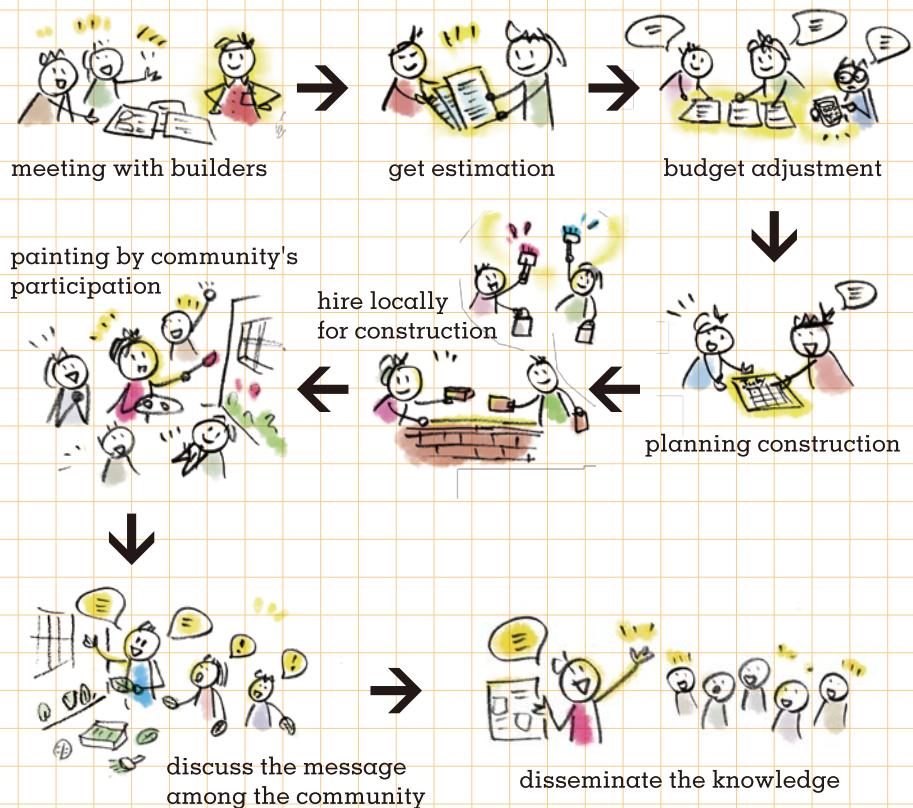 meeting with builders
get estimation
budget adjustment
planning construction
hire locally
for construction
painting by community's
participation
discuss the message
among the community
disseminate the knowledge